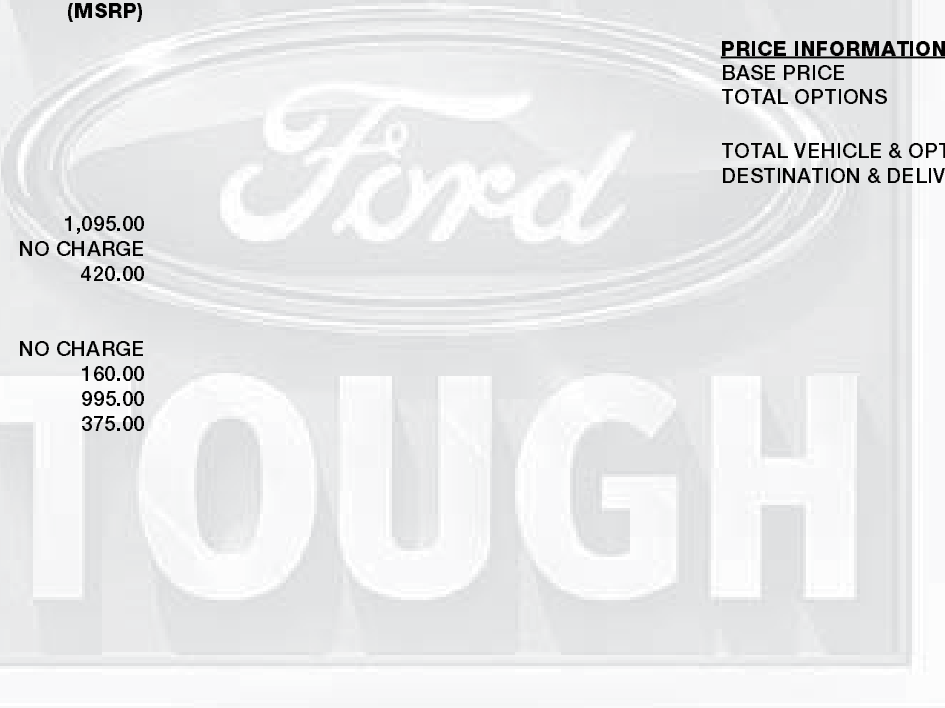 (MSRP)
PRICE INFORMATION
BASE PRICE
TOTAL OPTIONS
TOTAL VEHICLE & OPT
DESTINATION & DELIV
1,095.00
NO CHARGE
420.00
NO CHARGE
160.00
995.00
375.00
Ford
TOUGH